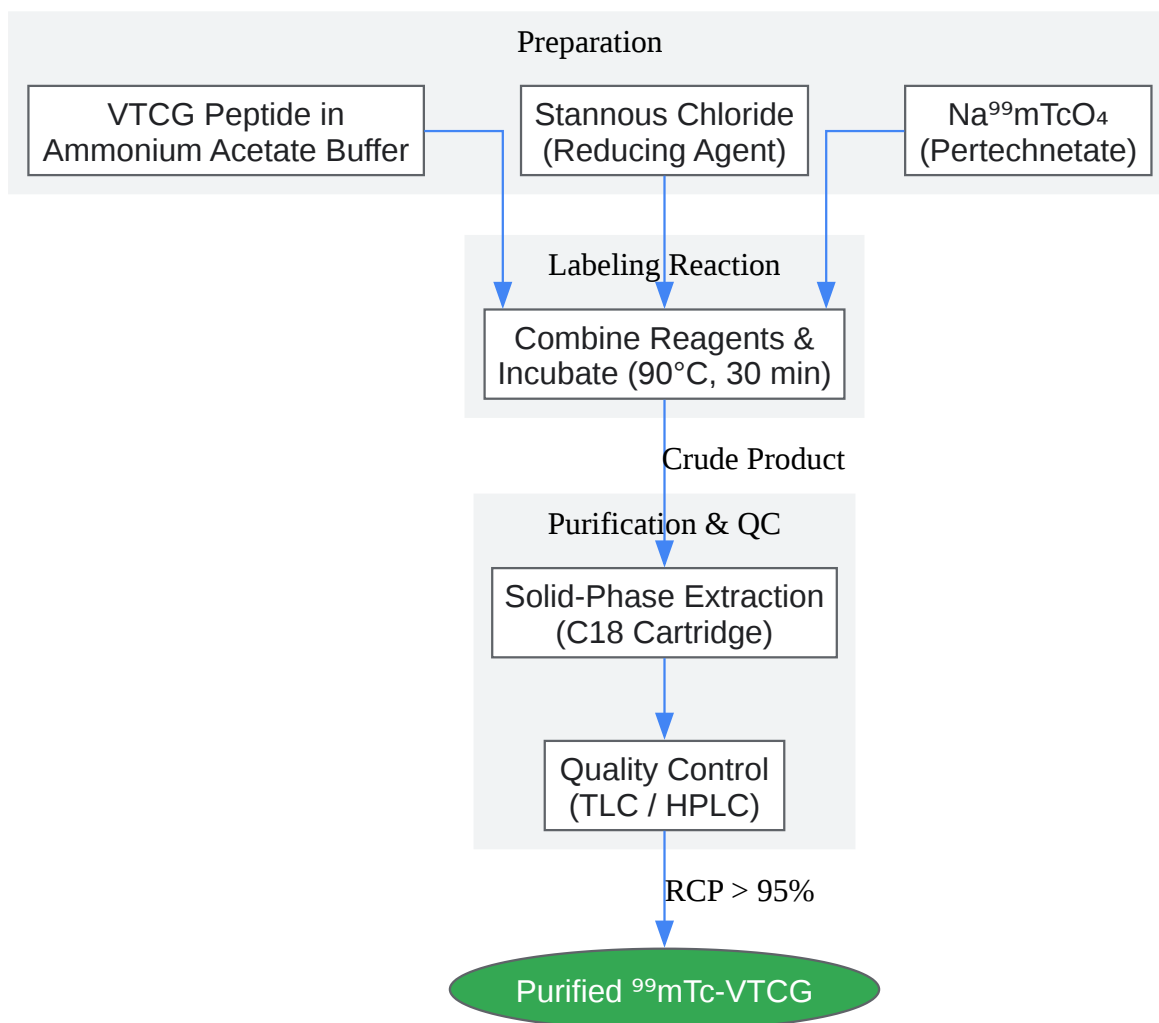 Preparation
VTCG Peptide in
Ammonium Acetate Buffer
Stannous Chloride
(Reducing Agent)
Na⁹⁹mTcO₄
(Pertechnetate)
Labeling Reaction
Combine Reagents &
Incubate (90°C, 30 min)
Crude Product
Purification & QC
Solid-Phase Extraction
(C18 Cartridge)
Quality Control
(TLC / HPLC)
RCP > 95%
Purified ⁹⁹mTc-VTCG